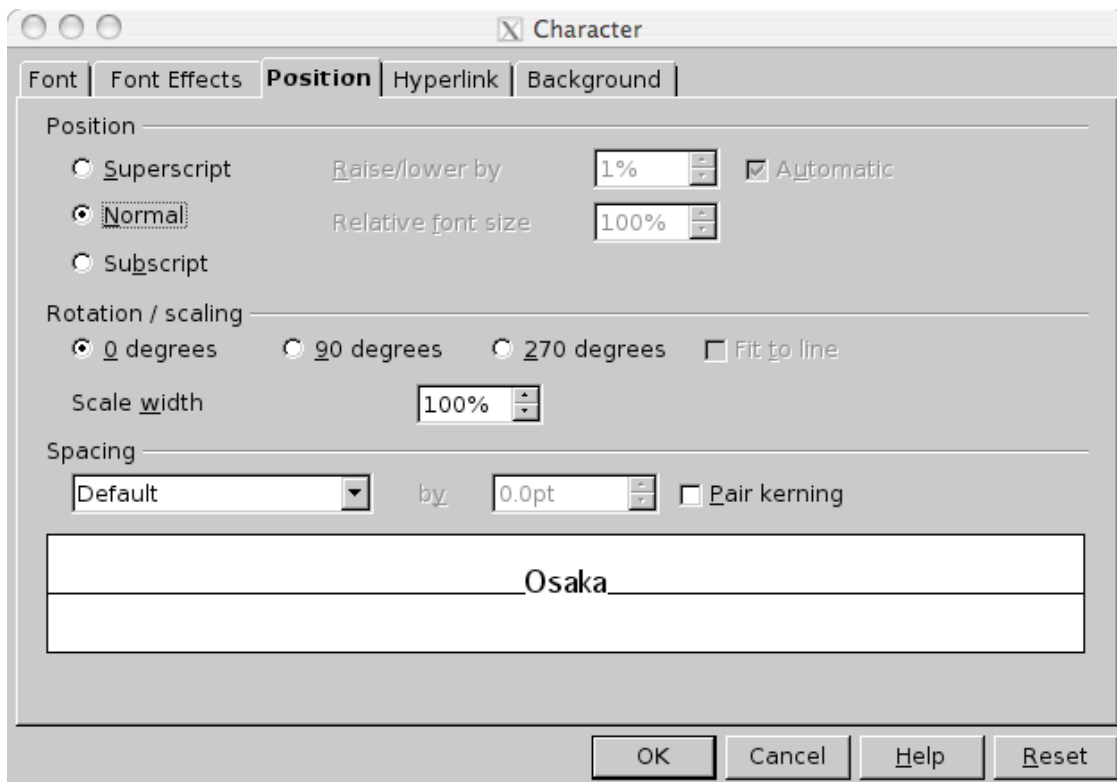 X Character
Font Font Effects Position Hyperlink Background
Position
Superscript Raise/lower by 1% Automatic
Normal Relative font size 100%
Subscript
Rotation / scaling
0 degrees 90 degrees 270 degrees Fit to line
Scale width 100%
Spacing
Default by 0.0pt Pair kerning
Osaka
OK Cancel Help Reset